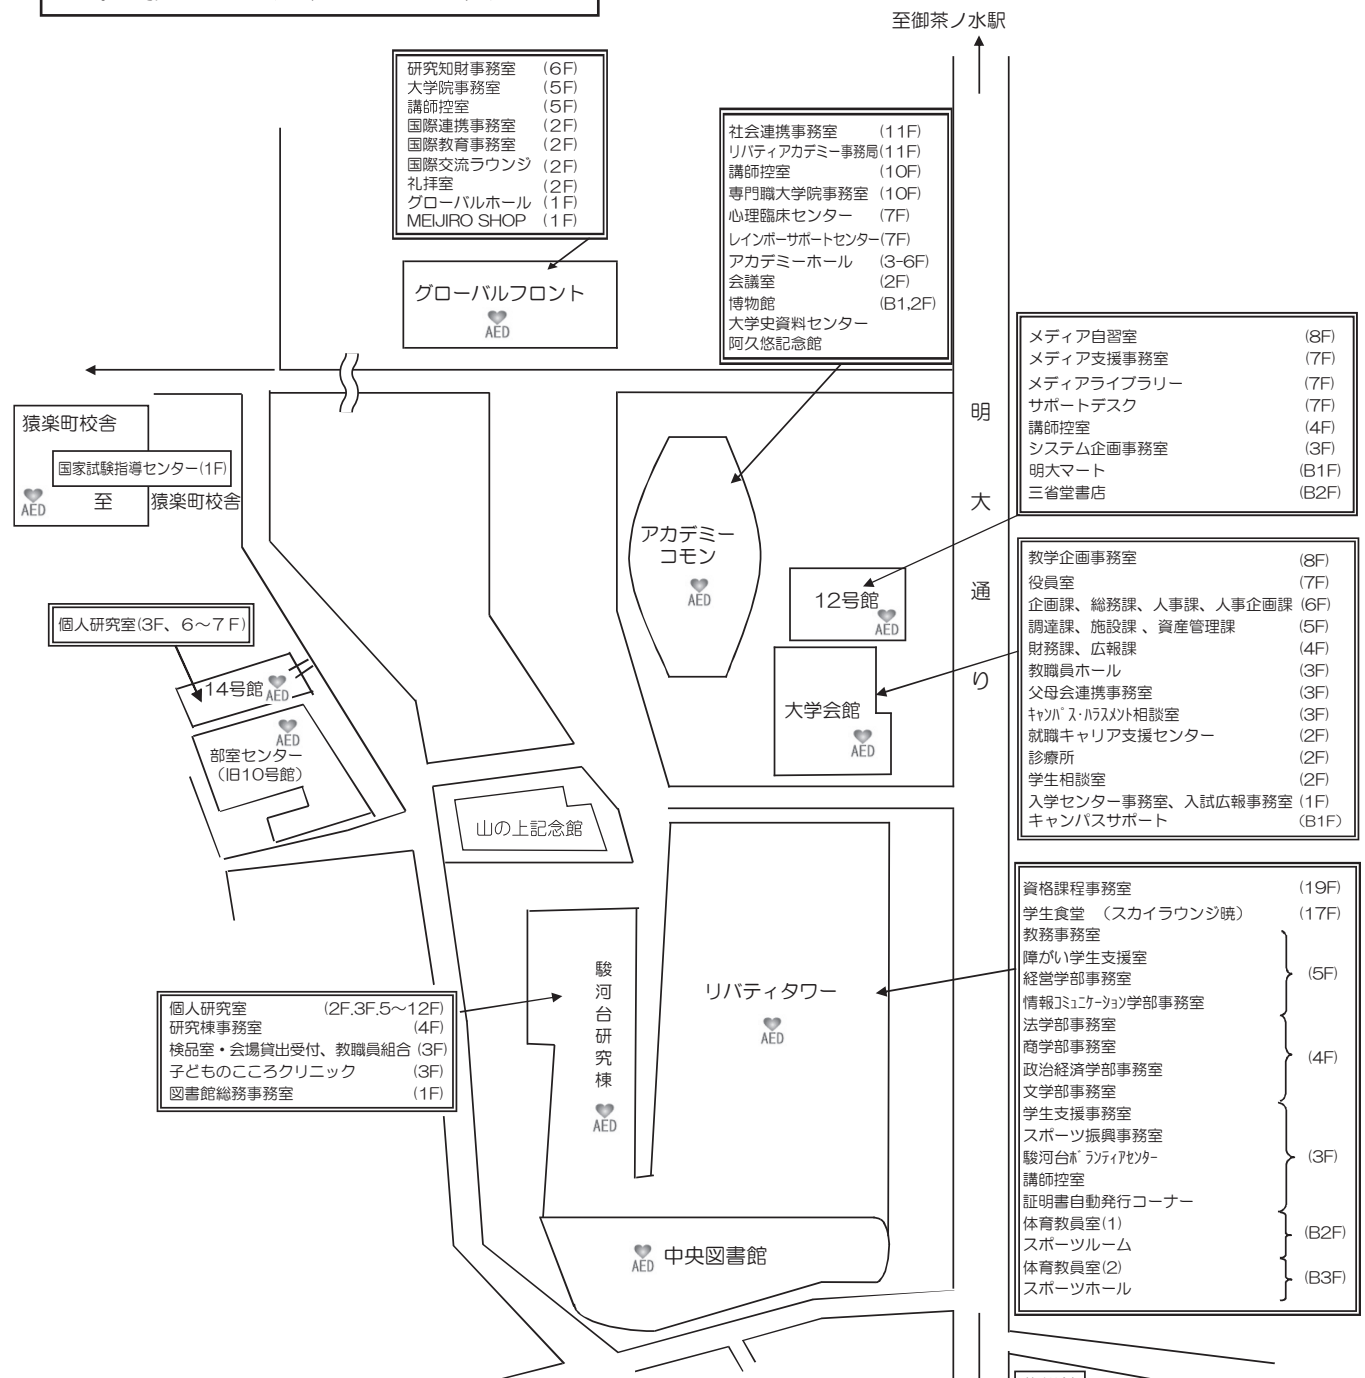 至御茶ノ水駅
研究知財事務室 (6F)
大学院事務室 (5F)
講師控室 (5F)
国際連携事務室 (2F)
国際教育事務室 (2F)
国際交流ラウンジ (2F)
礼拝室 (2F)
グローバルホール (1F)
MEIJIRO SHOP (1F)
グローバルフロント
AED
社会連携事務室 (11F)
リバティアカデミー事務局(11F)
講師控室 (10F)
専門職大学院事務室 (10F)
心理臨床センター (7F)
レインボーサポートセンター(7F)
アカデミーホール (3-6F)
会議室 (2F)
博物館 (B1,2F)
大学史資料センター
阿久悠記念館
明大通り
メディア自習室 (8F)
メディア支援事務室 (7F)
メディアライブラリー (7F)
サポートデスク (7F)
講師控室 (4F)
システム企画事務室 (3F)
明大マート (B1F)
三省堂書店 (B2F)
猿楽町校舎
国家試験指導センター(1F)
AED
至 猿楽町校舎
アカデミー
コモン
AED
12号館
AED
教学企画事務室 (8F)
役員室 (7F)
企画課、総務課、人事課、人事企画課 (6F)
調達課、施設課、資産管理課 (5F)
財務課、広報課 (4F)
教職員ホール (3F)
父母会連携事務室 (3F)
ｷｬﾝﾊﾟｽ・ﾊﾗｽﾒﾝﾄ相談室 (3F)
就職キャリア支援センター (2F)
診療所 (2F)
学生相談室 (2F)
入学センター事務室、入試広報事務室 (1F)
キャンパスサポート (B1F)
個人研究室(3F、6～7F)
14号館
AED
部室センター
(旧10号館)
AED
大学会館
AED
山の上記念館
資格課程事務室 (19F)
学生食堂 (スカイラウンジ暁) (17F)
教務事務室
障がい学生支援室
経営学部事務室
情報ｺﾐｭﾆｹｰｼｮﾝ学部事務室
(5F)
法学部事務室
商学部事務室
政治経済学部事務室
文学部事務室
(4F)
学生支援事務室
スポーツ振興事務室
駿河台ﾎﾞﾗﾝﾃｨｱｾﾝﾀｰ
講師控室
証明書自動発行コーナー
(3F)
体育教員室(1)
スポーツルーム
(B2F)
体育教員室(2)
スポーツホール
(B3F)
個人研究室 (2F.3F.5～12F)
研究棟事務室 (4F)
検品室・会場貸出受付、教職員組合 (3F)
子どものこころクリニック (3F)
図書館総務事務室 (1F)
駿河台研究棟
AED
リバティタワー
AED
AED
中央図書館